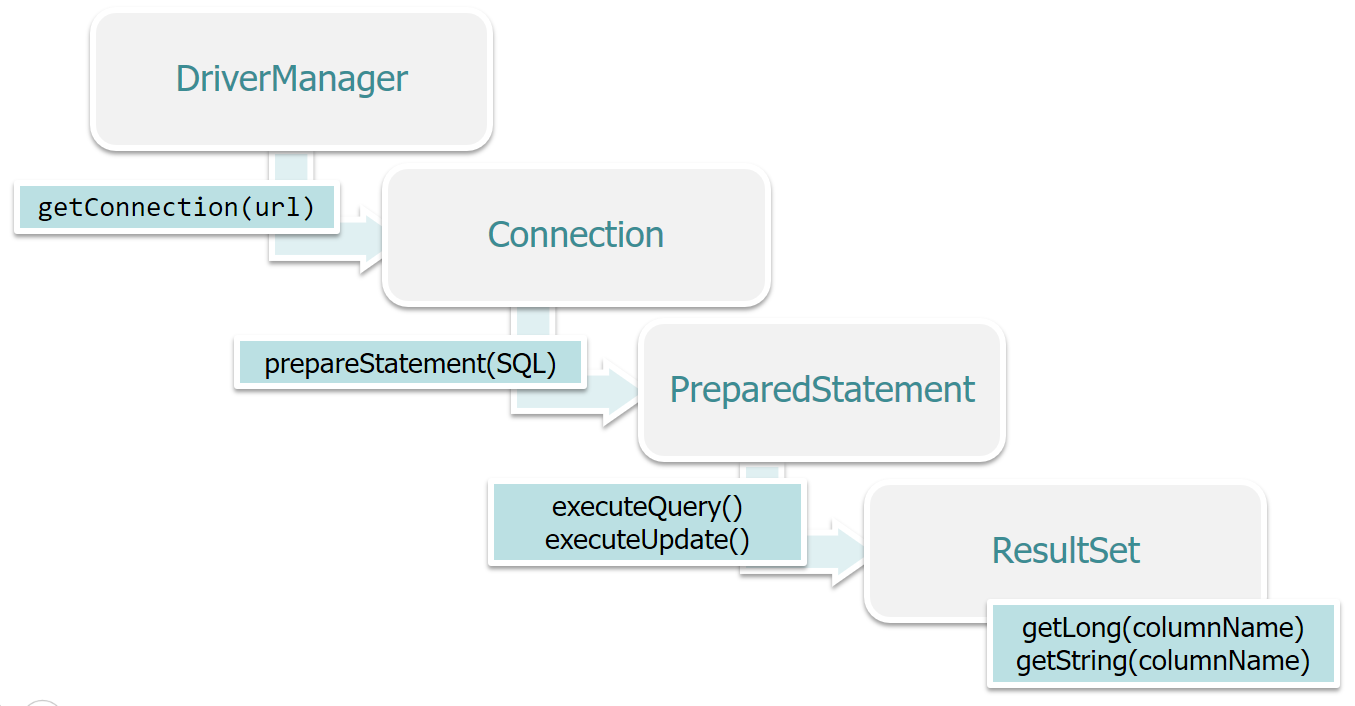 DriverManager
getConnection(url)
Connection
prepareStatement(SQL)
PreparedStatement
executeQuery()
executeUpdate()
ResultSet
getLong(columnName)
getString(columnName)